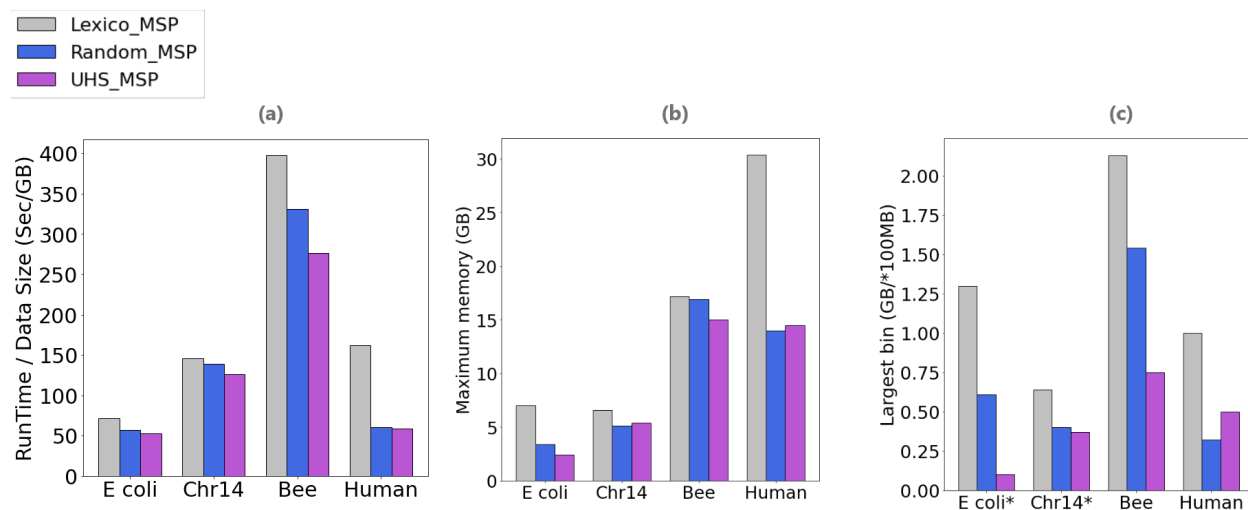 Lexico_MSP
Random_MSP
UHS_MSP
(a)
RunTime / Data Size (Sec/GB)
400
350
300
250
200
150
100
50
0
E coli Chr14 Bee Human
(b)
Maximum memory (GB)
30
25
20
15
10
5
0
E coli Chr14 Bee Human
(c)
Largest bin (GB/*100MB)
2.00
1.75
1.50
1.25
1.00
0.75
0.50
0.25
0.00
E coli* Chr14* Bee Human